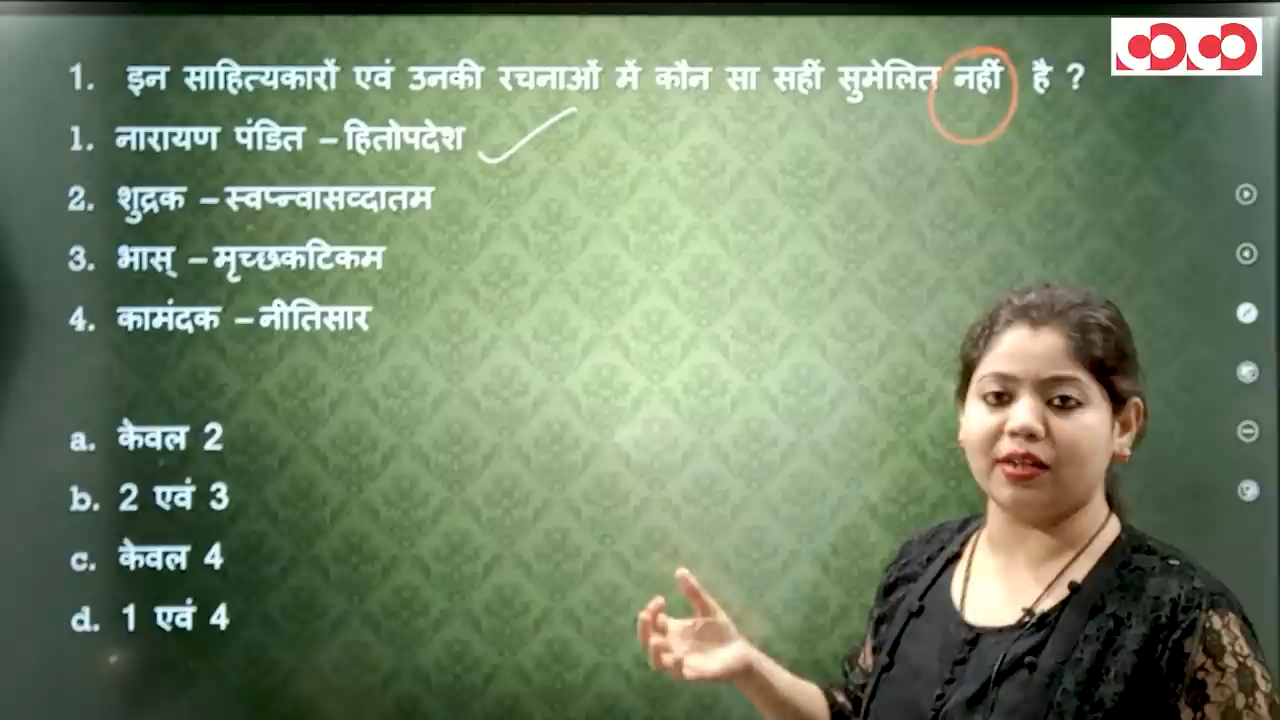 1. इन साहित्यकारों एवं उनकी रचनाओं में कौन सा सहीं सुमेलित नहीं है ?
1. नारायण पंडित – हितोपदेश
2. शुद्रक – स्वप्न्वासव्दातम
3. भास् – मृच्छकटिकम
4. कामंदक – नीतिसार
a. केवल 2
b. 2 एवं 3
c. केवल 4
d. 1 एवं 4